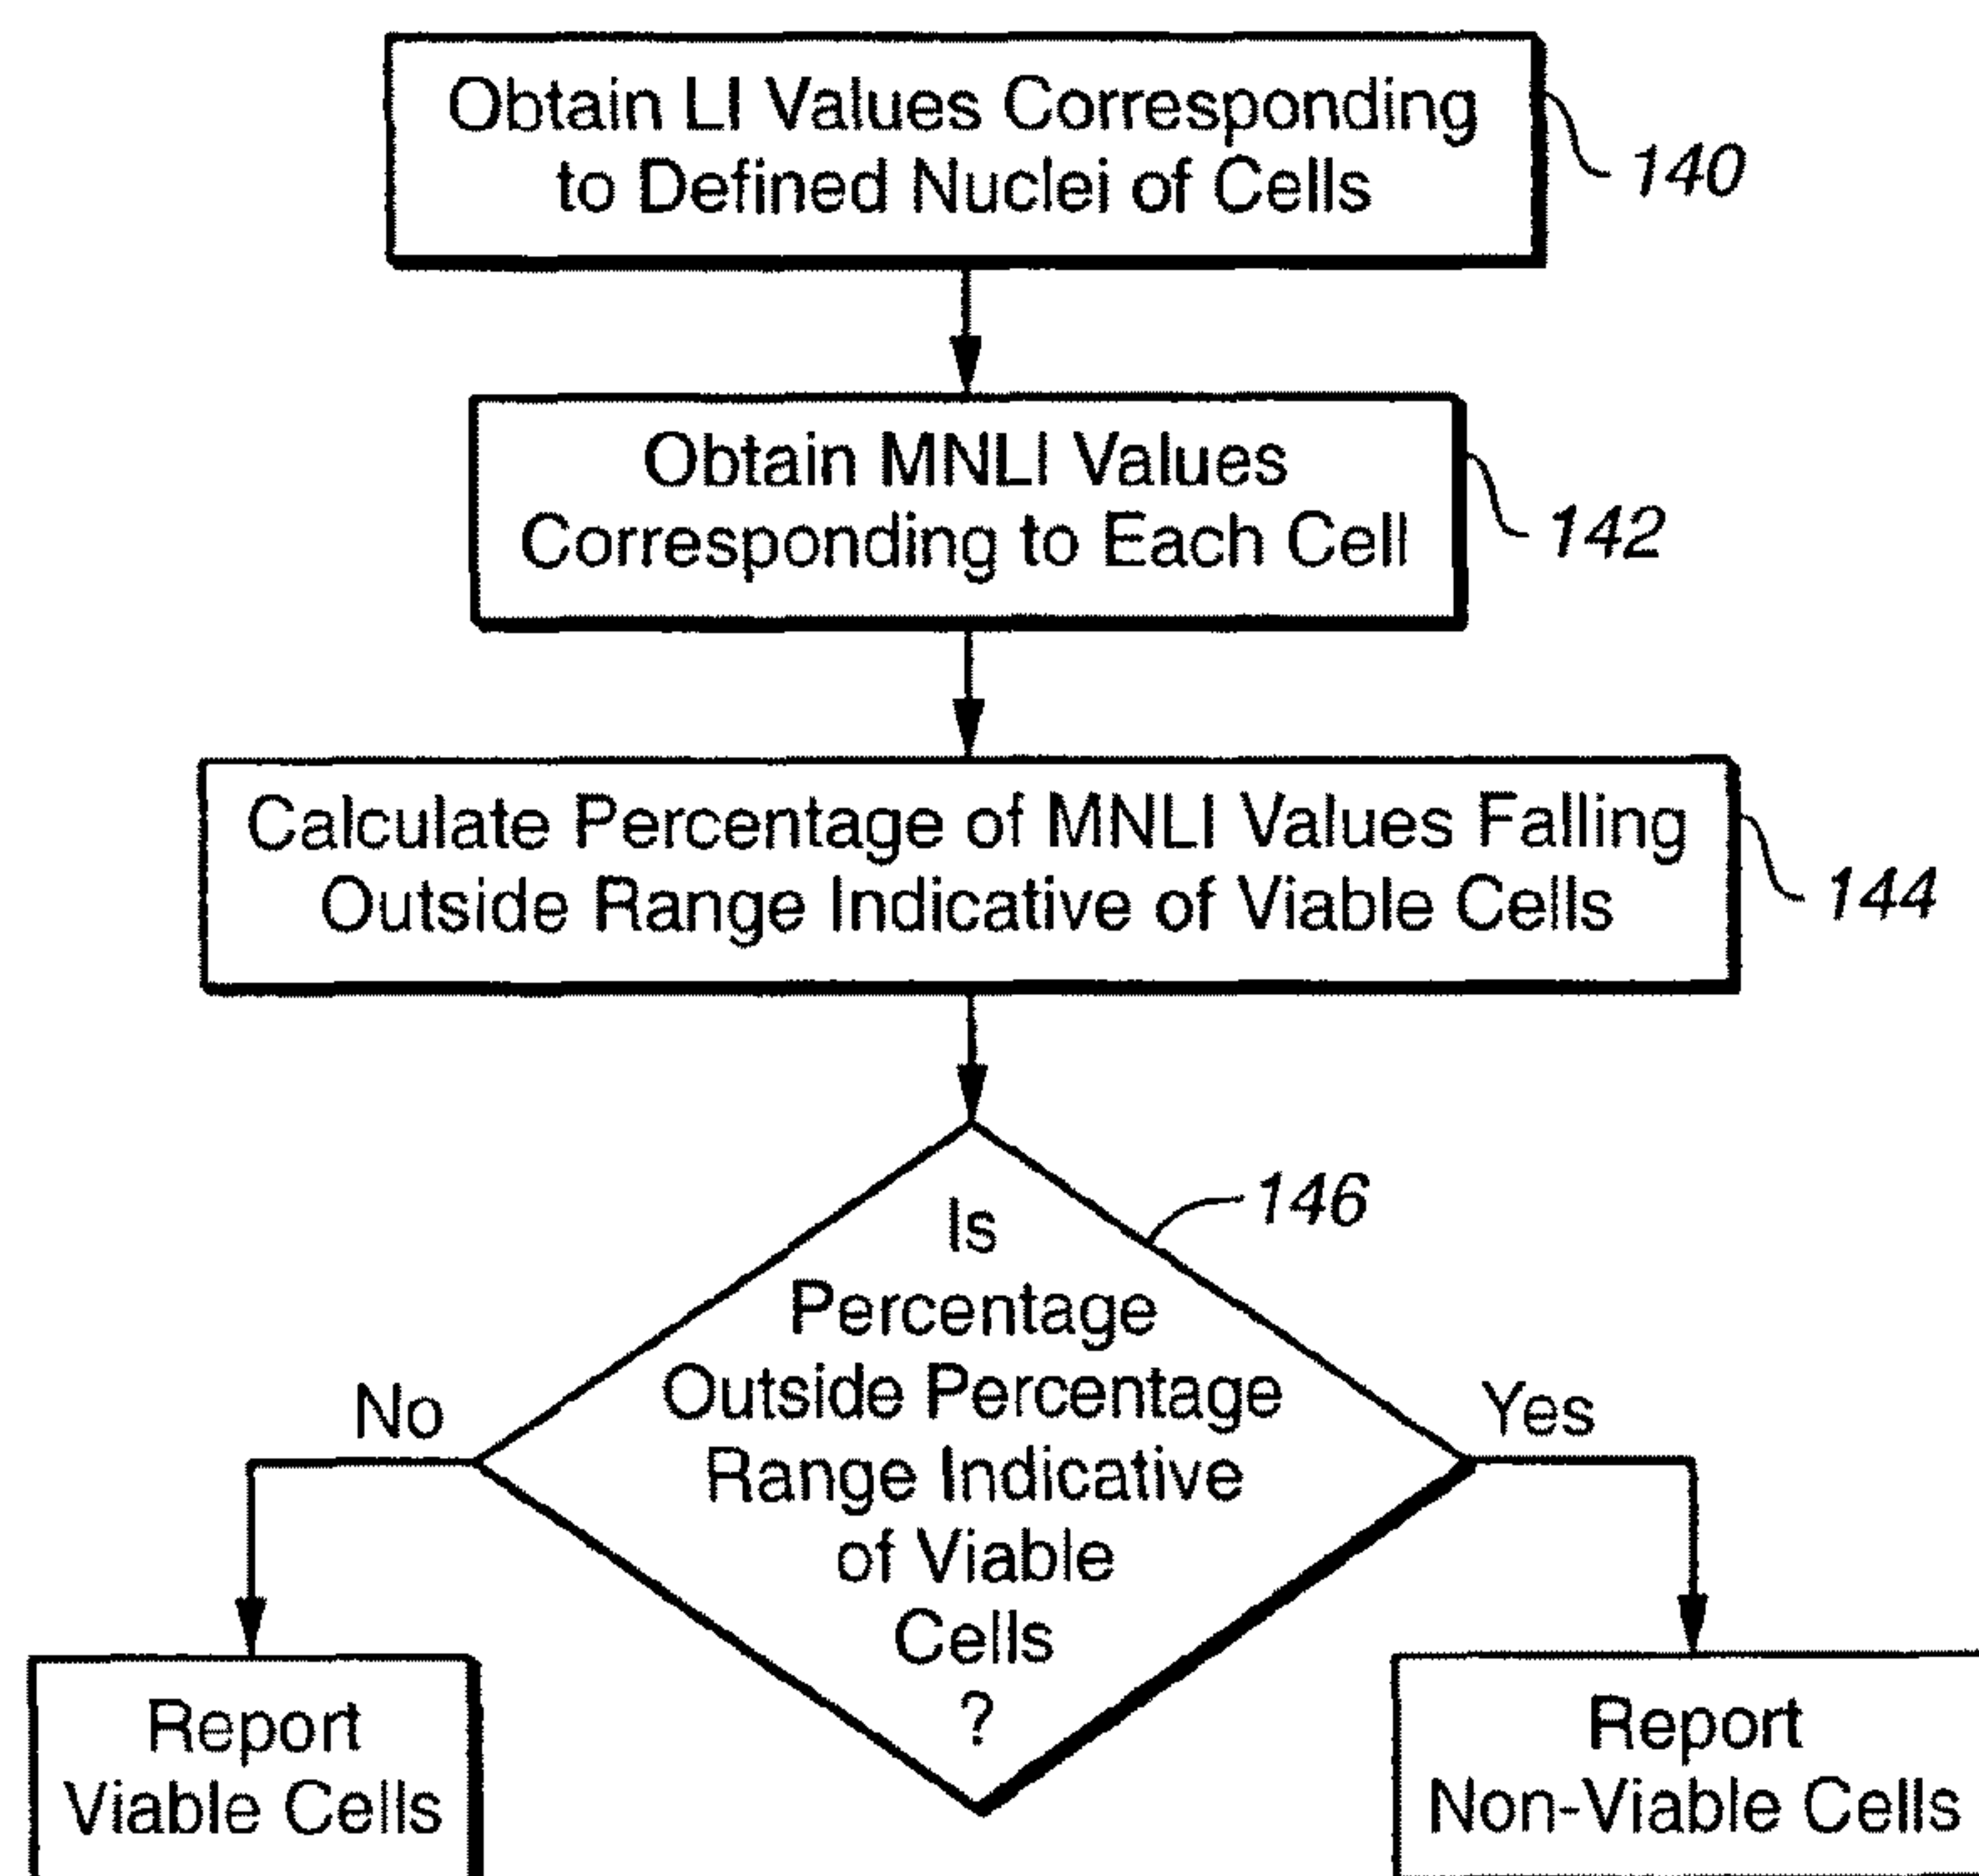 Obtain LI Values Corresponding
to Defined Nuclei of Cells
140
Obtain MNLI Values
Corresponding to Each Cell
142
Calculate Percentage of MNLI Values Falling
Outside Range Indicative of Viable Cells
144
Is
Percentage
Outside Percentage
Range Indicative
of Viable
Cells
?
146
No
Yes
Report
Viable Cells
Report
Non-Viable Cells